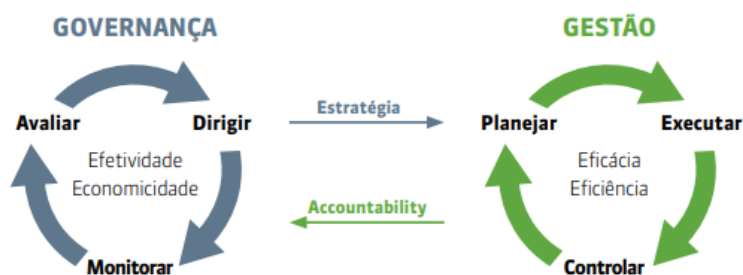 GOVERNANÇA
Avaliar
Dirigir
Efetividade
Economicidade
Monitorar
Estratégia
Accountability
GESTÃO
Planejar
Executar
Eficácia
Eficiência
Controlar